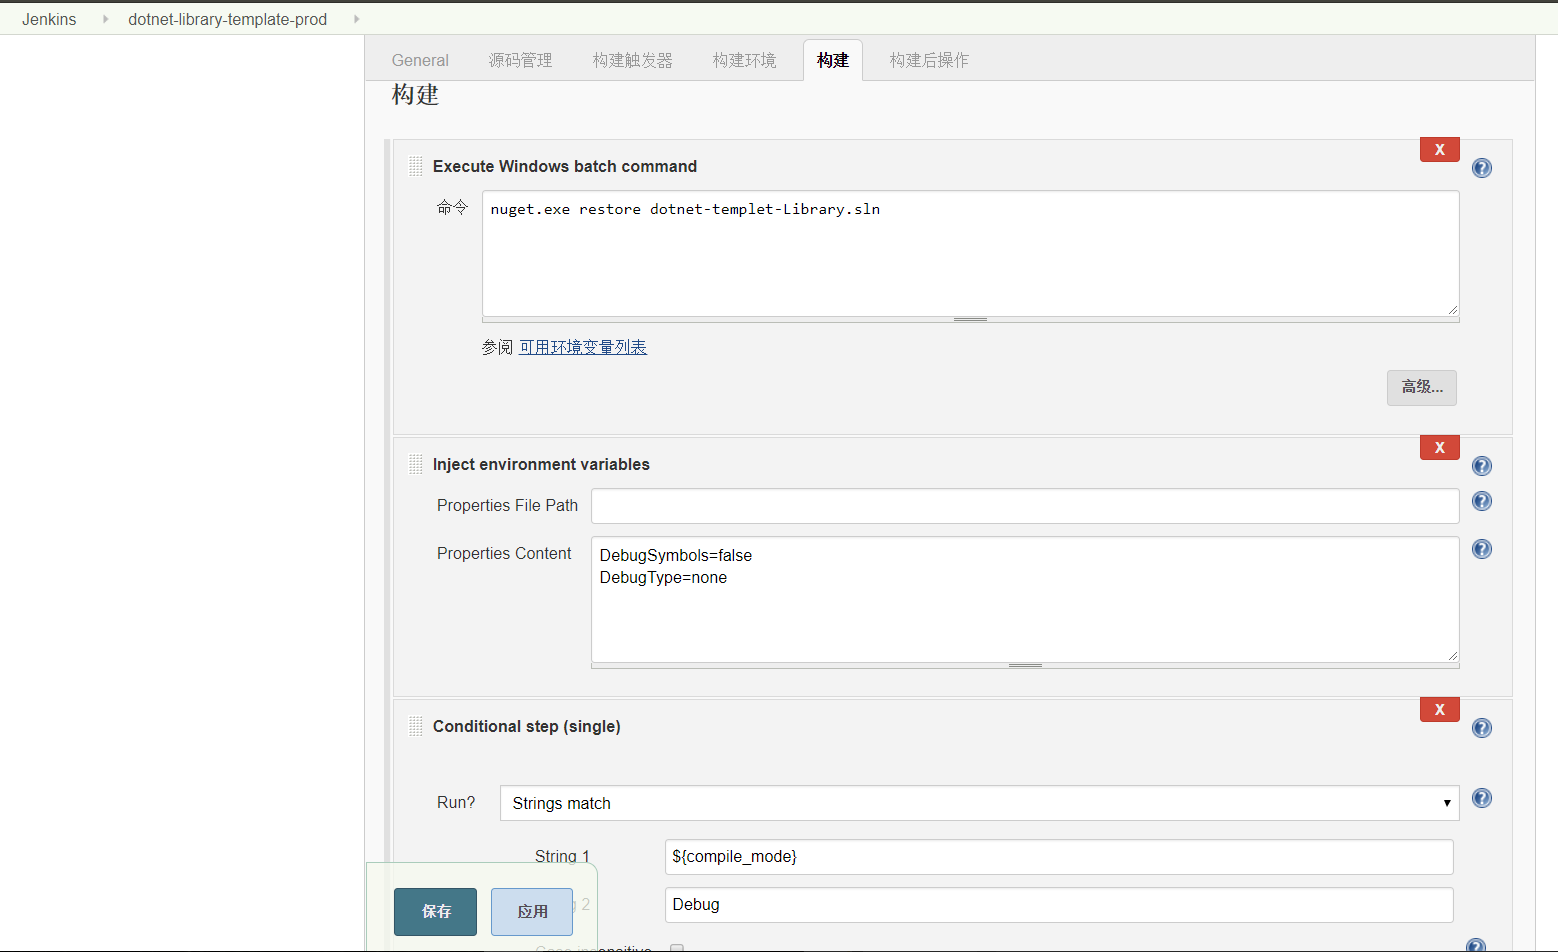 Jenkins dotnet-library-template-prod
General 源码管理 构建触发器 构建环境 构建 构建后操作
构建
X
Execute Windows batch command
命令
nuget.exe restore dotnet-templet-Library.sln
参阅 可用环境变量列表
高级...
X
Inject environment variables
Properties File Path
Properties Content
DebugSymbols=false
DebugType=none
X
Conditional step (single)
Run? Strings match
String 1 ${compile_mode}
2 Debug
保存 应用
Case insensitive